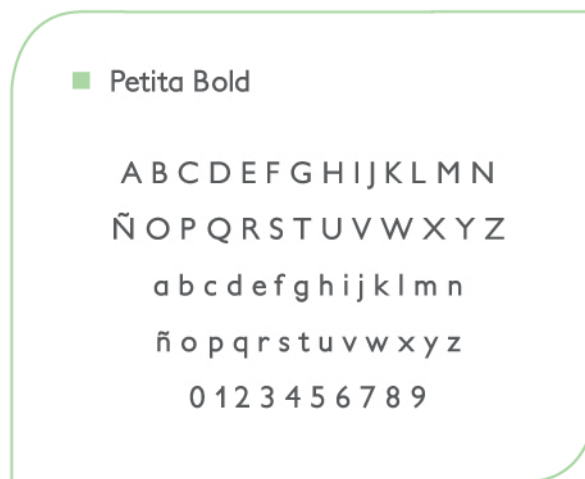 Petita Bold
A B C D E F G H I J K L M N
Ñ O P Q R S T U V W X Y Z
a b c d e f g h i j k l m n
ñ o p q r s t u v w x y z
0 1 2 3 4 5 6 7 8 9